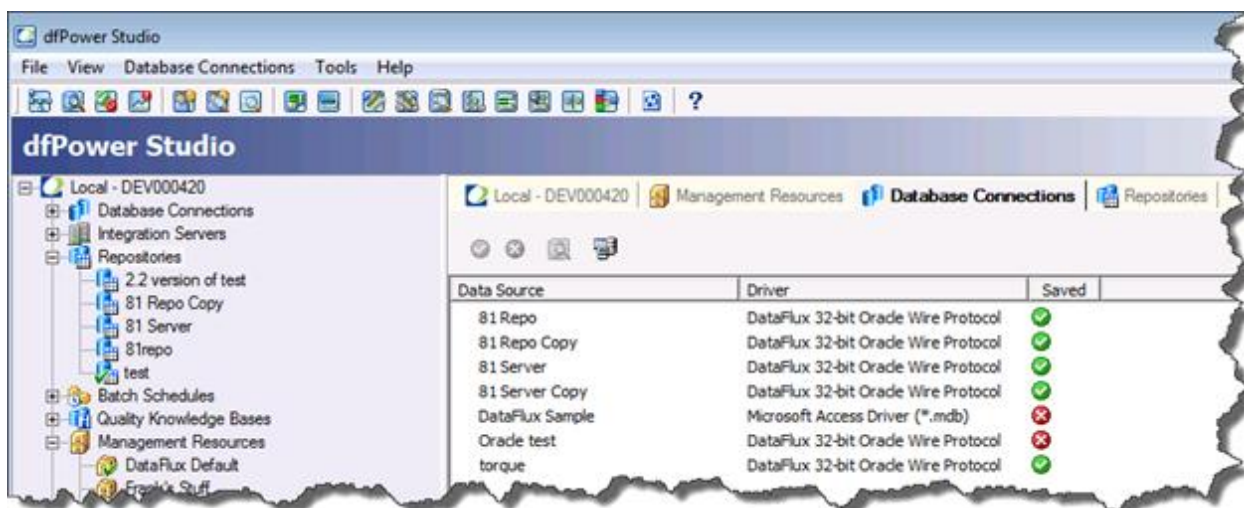 dfPower Studio
File View Database Connections Tools Help
?
dfPower Studio
Local - DEV000420
Database Connections
Integration Servers
Repositories
2.2 version of test
81 Repo Copy
81 Server
81repo
test
Batch Schedules
Quality Knowledge Bases
Management Resources
DataFlux Default
Frank's Stuff
Local - DEV000420 Management Resources Database Connections Repositories
Data Source Driver Saved
81 Repo DataFlux 32-bit Oracle Wire Protocol
81 Repo Copy DataFlux 32-bit Oracle Wire Protocol
81 Server DataFlux 32-bit Oracle Wire Protocol
81 Server Copy DataFlux 32-bit Oracle Wire Protocol
DataFlux Sample Microsoft Access Driver (*.mdb)
Oracle test DataFlux 32-bit Oracle Wire Protocol
torque DataFlux 32-bit Oracle Wire Protocol